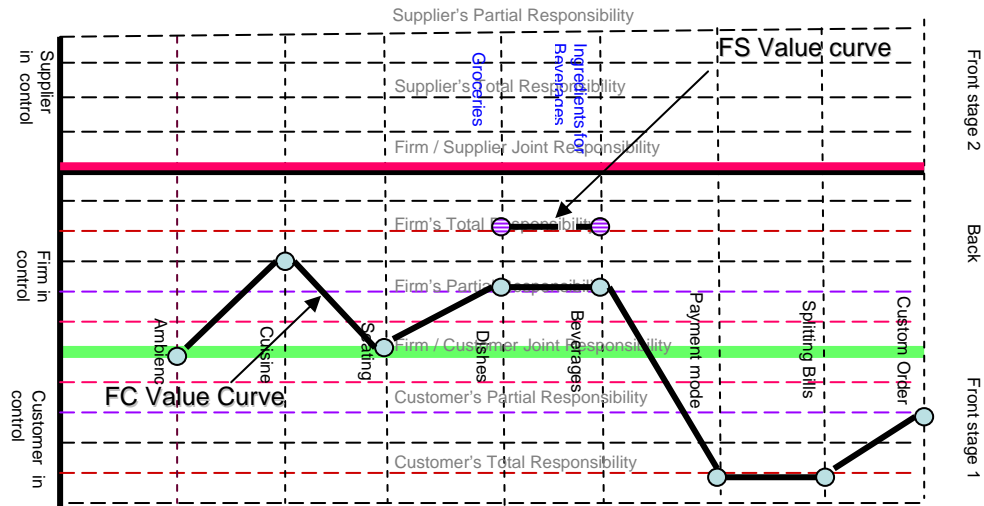 Supplier's Partial Responsibility
FS Value curve
Supplier
in control
Groceries
Ingredients for
Beverages
Front stage 2
Supplier's Total Responsibility
Firm / Supplier Joint Responsibility
Firm's Total Responsibility
Back
Firm in
control
Firm's Partial Responsibility
Ambienc
Cuisine
Seating
Dishes
Beverages
Payment mode
Splitting Bills
Custom Order
Firm / Customer Joint Responsibility
FC Value Curve
Customer's Partial Responsibility
Customer in
control
Front stage 1
Customer's Total Responsibility